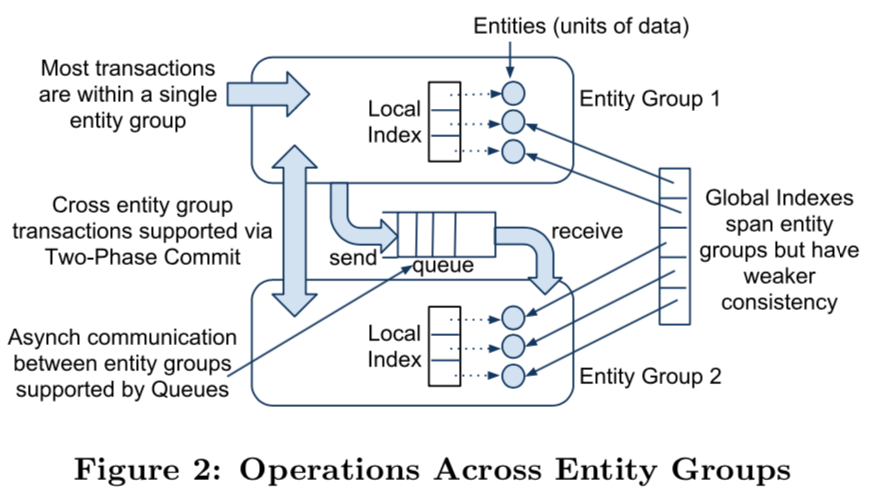 Entities (units of data)
Most transactions
are within a single
entity group
Local
Index
Entity Group 1
Cross entity group
transactions supported via
Two-Phase Commit
send
queue
receive
Global Indexes
span entity
groups but have
weaker
consistency
Asynch communication
between entity groups
supported by Queues
Local
Index
Entity Group 2
Figure 2: Operations Across Entity Groups